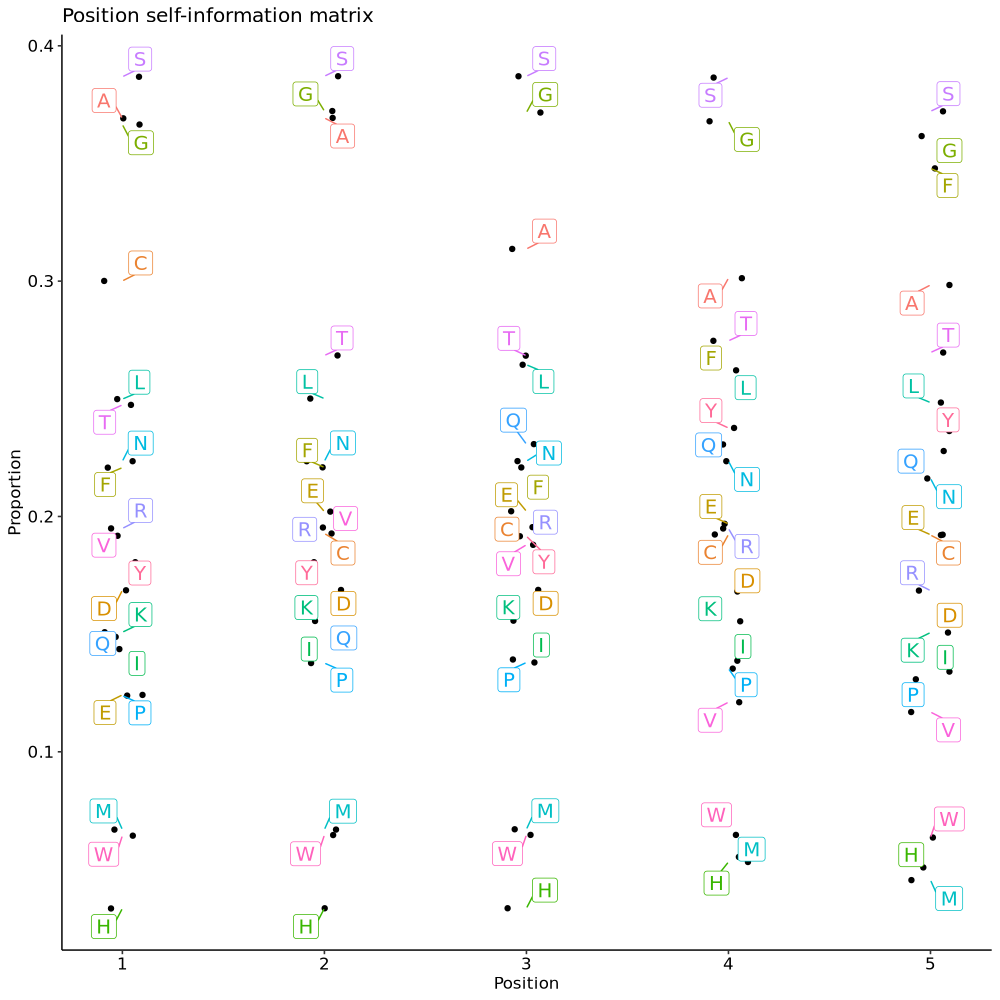 Position self-information matrix
0.4
0.3
0.2
0.1
Proportion
S
A
G
C
L
T
N
F
R
V
Y
D
K
Q
I
E
P
M
W
H
S
G
A
T
L
N
F
E
V
R
C
Y
D
K
Q
I
P
M
W
H
S
G
A
T
L
Q
N
F
E
R
C
V
Y
K
D
I
P
M
W
H
S
G
A
T
F
L
Y
Q
N
E
R
C
D
K
I
P
V
W
M
H
S
G
F
A
T
L
Y
Q
N
E
C
R
D
K
I
P
V
W
H
M
1
2
3
4
5
Position